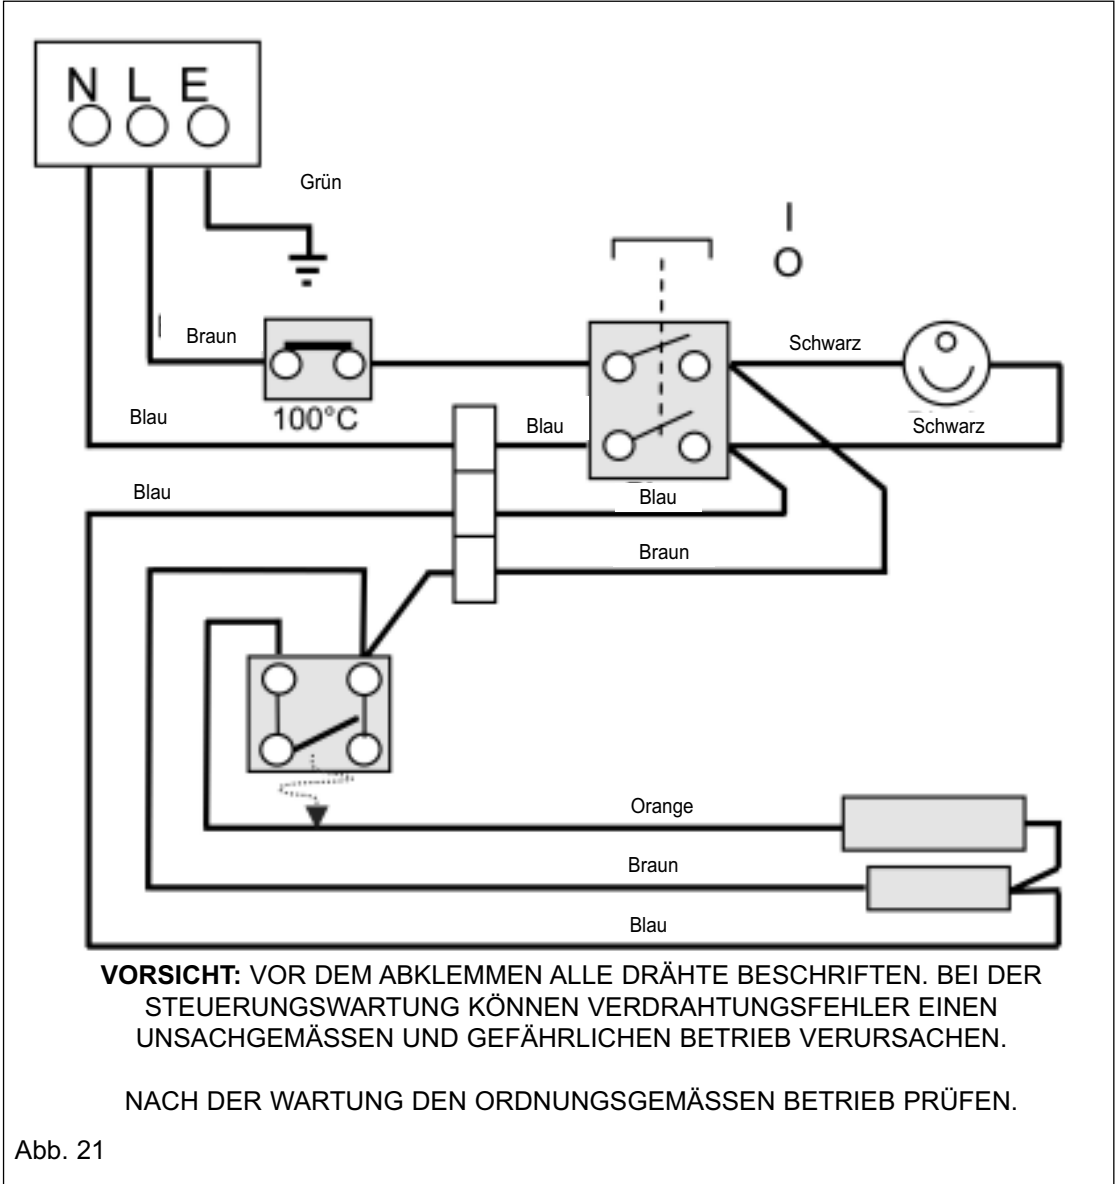 N L E
Grün
I
O
Braun
Schwarz
100°C
Blau
Blau
Schwarz
Blau
Blau
Braun
Orange
Braun
Blau
VORSICHT: VOR DEM ABKLEMMEN ALLE DRÄHTE BESCHRIFTEN. BEI DER
STEUERUNGSWARTUNG KÖNNEN VERDRAHTUNGSFEHLER EINEN
UNSACHGEMÄSSEN UND GEFÄHRLICHEN BETRIEB VERURSACHEN.
NACH DER WARTUNG DEN ORDNUNGSGEMÄSSEN BETRIEB PRÜFEN.
Abb. 21